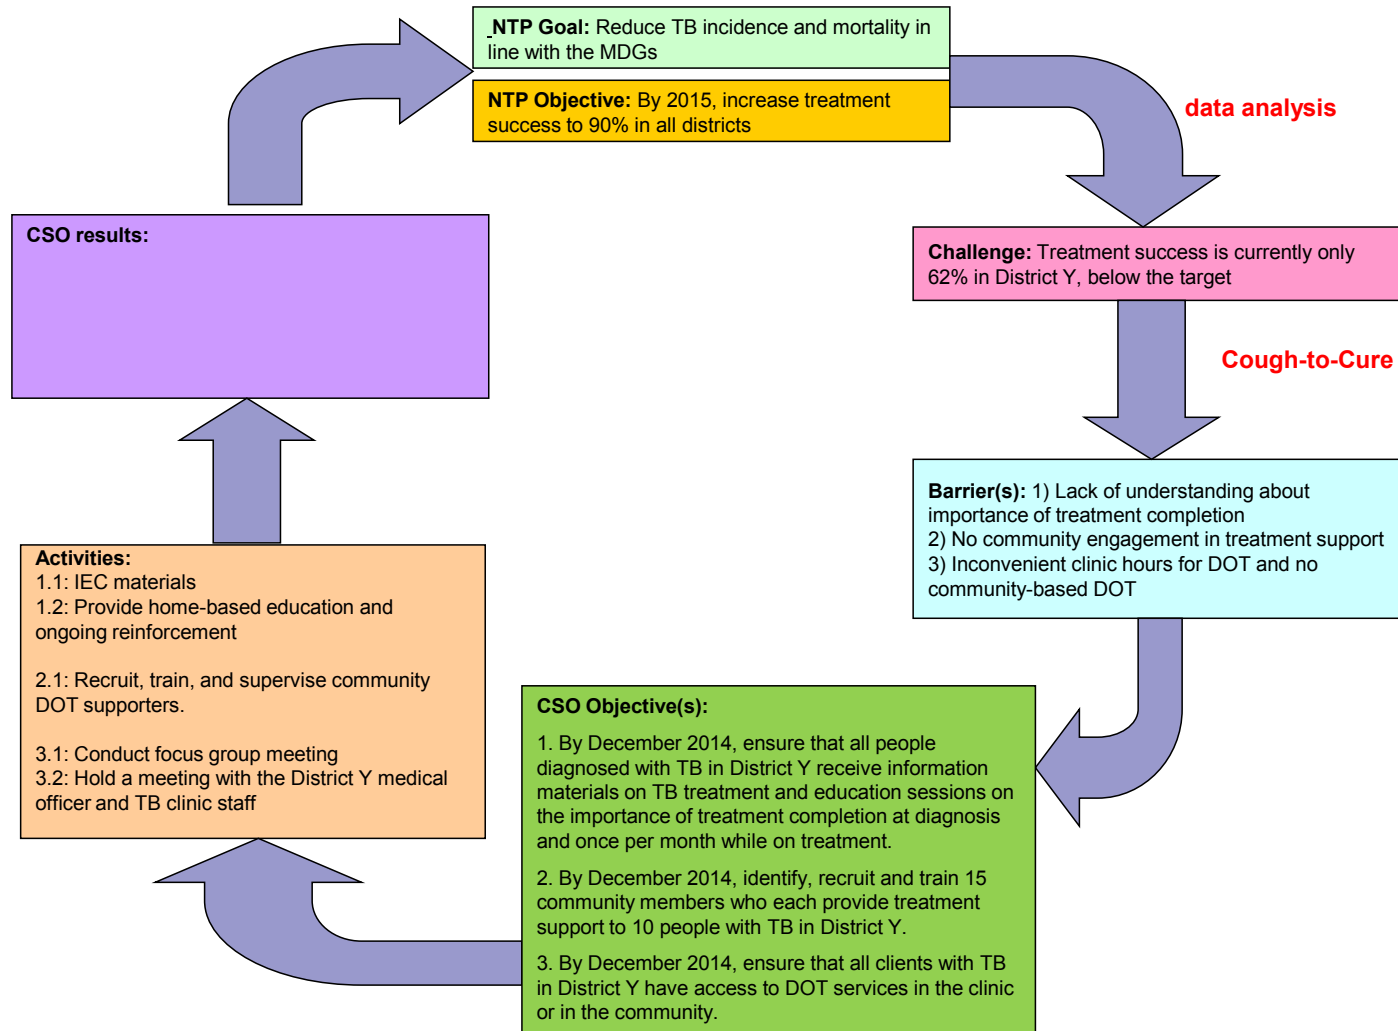 NTP Goal: Reduce TB incidence and mortality in
line with the MDGs
NTP Objective: By 2015, increase treatment
success to 90% in all districts
data analysis
Challenge: Treatment success is currently only
62% in District Y, below the target
Cough-to-Cure
Barrier(s): 1) Lack of understanding about
importance of treatment completion
2) No community engagement in treatment support
3) Inconvenient clinic hours for DOT and no
community-based DOT
CSO Objective(s):
1. By December 2014, ensure that all people
diagnosed with TB in District Y receive information
materials on TB treatment and education sessions on
the importance of treatment completion at diagnosis
and once per month while on treatment.
2. By December 2014, identify, recruit and train 15
community members who each provide treatment
support to 10 people with TB in District Y.
3. By December 2014, ensure that all clients with TB
in District Y have access to DOT services in the clinic
or in the community.
Activities:
1.1: IEC materials
1.2: Provide home-based education and
ongoing reinforcement
2.1: Recruit, train, and supervise community
DOT supporters.
3.1: Conduct focus group meeting
3.2: Hold a meeting with the District Y medical
officer and TB clinic staff
CSO results: